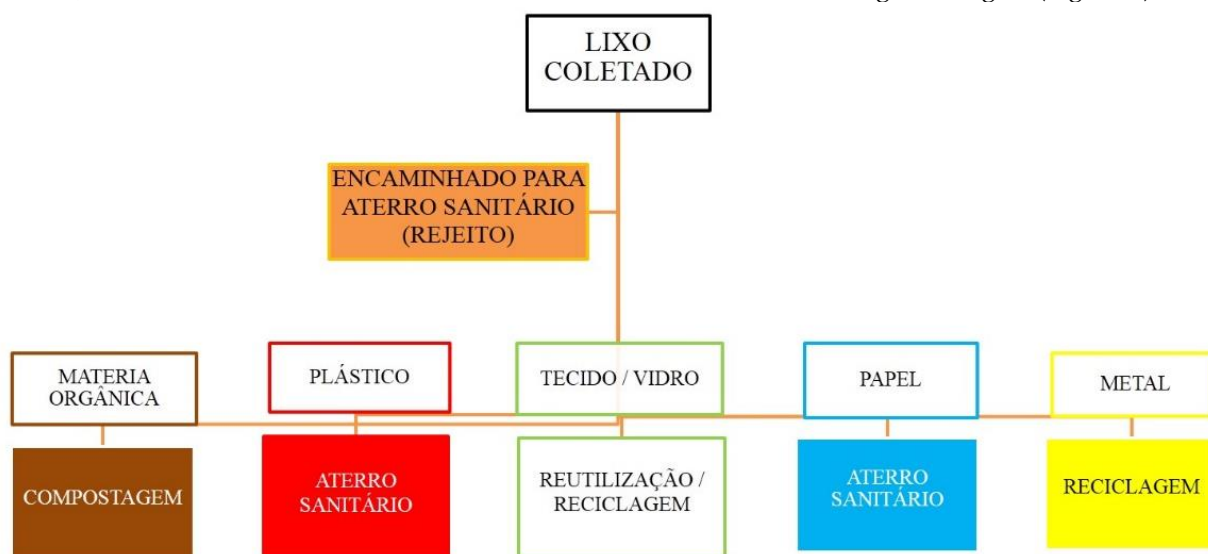 LIXO
COLETADO
ENCAMINHADO PARA
ATERRO SANITÁRIO
(REJEITO)
MATERIA
ORGÂNICA
PLÁSTICO
TECIDO / VIDRO
PAPEL
METAL
COMPOSTAGEM
ATERRO
SANITÁRIO
REUTILIZAÇÃO /
RECICLAGEM
ATERRO
SANITÁRIO
RECICLAGEM